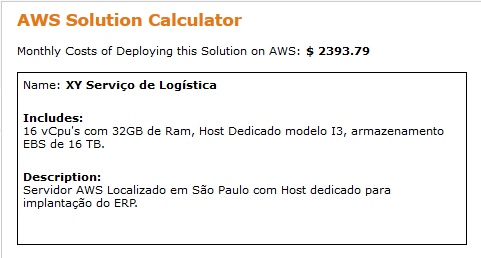 AWS Solution Calculator
Monthly Costs of Deploying this Solution on AWS: $ 2393.79
Name: XY Serviço de Logística
Includes:
16 vCpu's com 32GB de Ram, Host Dedicado modelo I3, armazenamento
EBS de 16 TB.
Description:
Servidor AWS Localizado em São Paulo com Host dedicado para
implantação do ERP.